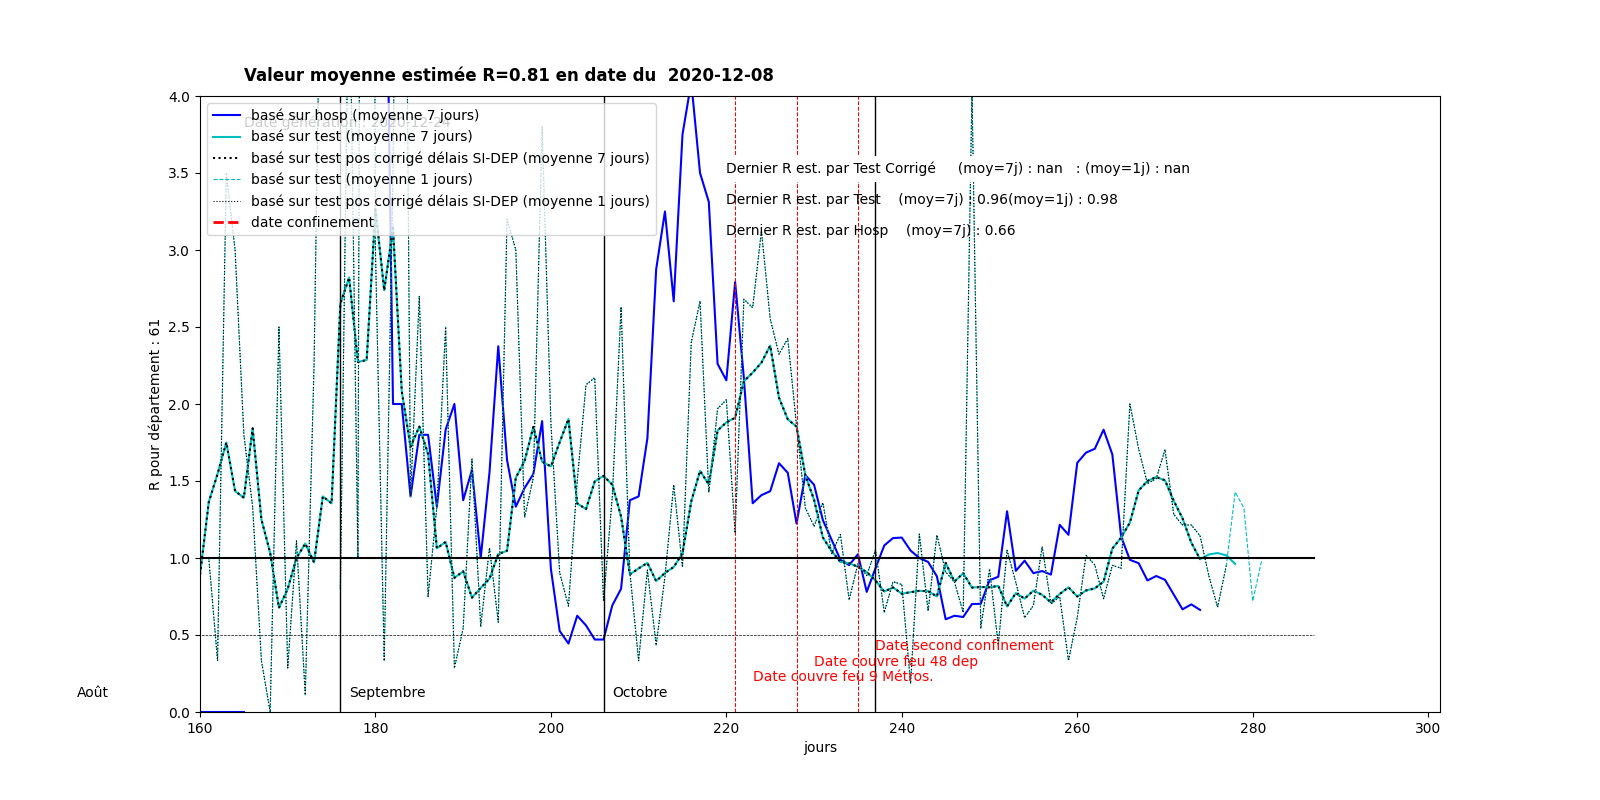 Valeur moyenne estimée R=0.81 en date du  2020-12-08
Date génération : 2020-12-24
basé sur hosp (moyenne 7 jours)
basé sur test (moyenne 7 jours)
basé sur test pos corrigé délais SI-DEP (moyenne 7 jours)
basé sur test (moyenne 1 jours)
basé sur test pos corrigé délais SI-DEP (moyenne 1 jours)
date confinement
Dernier R est. par Test Corrigé (moy=7j) : nan : (moy=1j) : nan
Dernier R est. par Test (moy=7j) : 0.96(moy=1j) : 0.98
Dernier R est. par Hosp (moy=7j) : 0.66
4.0
3.5
3.0
2.5
2.0
1.5
1.0
0.5
0.0
R pour département : 61
Date second confinement
Date couvre feu 48 dep
Date couvre feu 9 Métros.
Août
Septembre
Octobre
160 180 200 220 240 260 280 300
jours